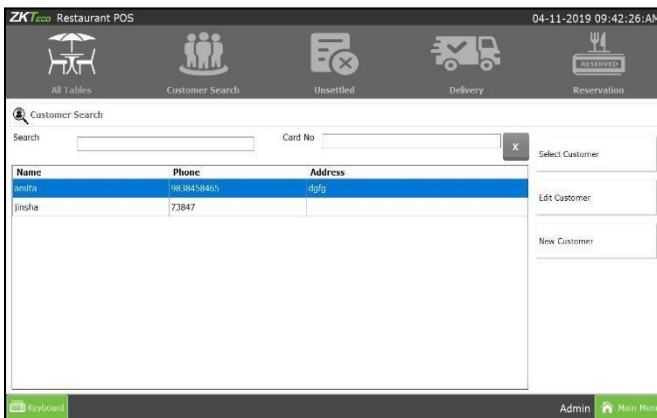 ZKTeco Restaurant POS 04-11-2019 09:42:26:AM
All Tables Customer Search Unsettled Delivery RESERVED Reservation
Customer Search
Search Card No X
Select Customer
Name Phone Address
amita 9838458465 dgfg
Edit Customer
jinsha 73847
New Customer
Keyboard Admin Main Menu